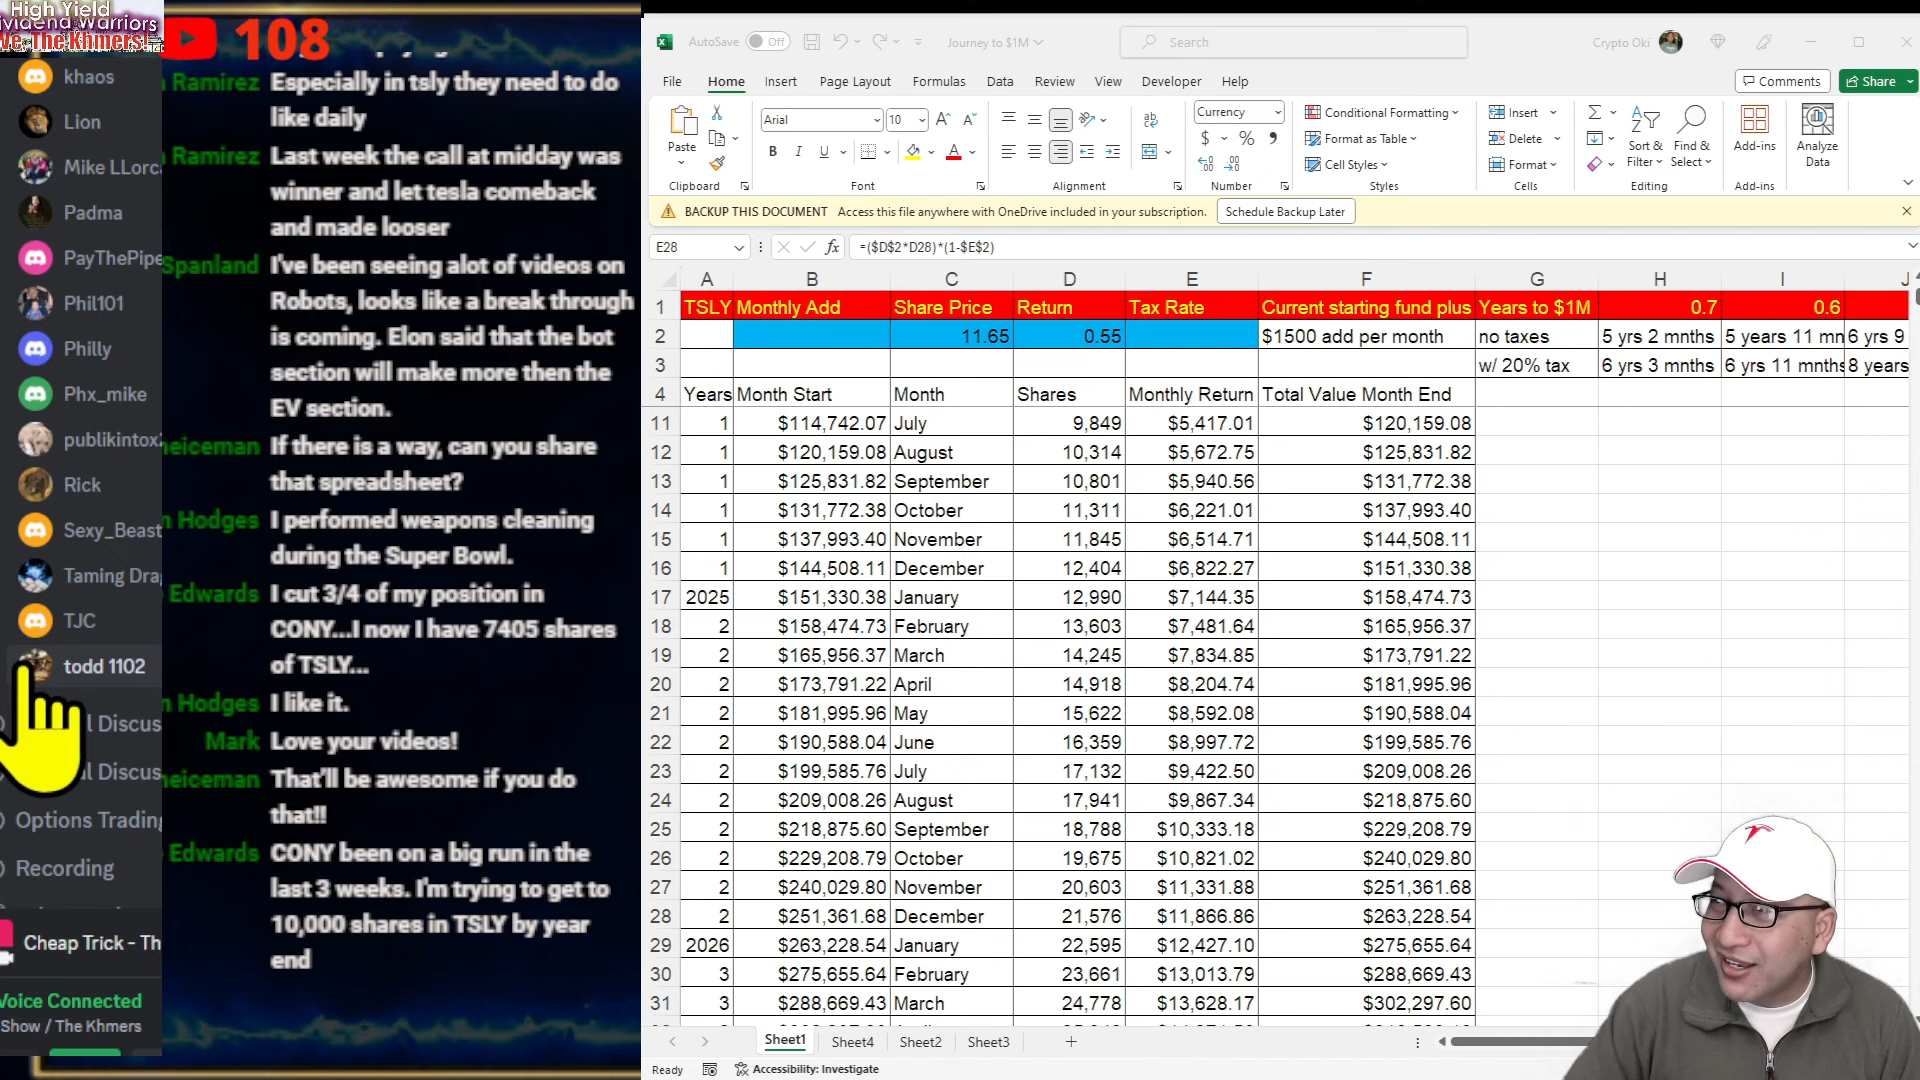 High Yield
ividend Warriors
We, The Khmers!
108
khaos
Lion
Mike LLorc
Padma
PayThePipe
Phil101
Philly
Phx_mike
publikintox
Rick
Sexy_Beast
Taming Dra
TJC
todd 1102
l Discus
l Discus
Options Trading
Recording
Cheap Trick - Th
Voice Connected
Show / The Khmers
Ramirez Especially in tsly they need to do
like daily
Ramirez Last week the call at midday was
winner and let tesla comeback
and made looser
Spanland I've been seeing alot of videos on
Robots, looks like a break through
is coming. Elon said that the bot
section will make more then the
EV section.
heiceman If there is a way, can you share
that spreadsheet?
n Hodges I performed weapons cleaning
during the Super Bowl.
Edwards I cut 3/4 of my position in
CONY...I now I have 7405 shares
of TSLY...
n Hodges I like it.
Mark Love your videos!
heiceman That'll be awesome if you do
that!!
Edwards CONY been on a big run in the
last 3 weeks. I'm trying to get to
10,000 shares in TSLY by year
end
AutoSave Off Journey to $1M Search Crypto Oki
File Home Insert Page Layout Formulas Data Review View Developer Help Comments Share
Paste Arial 10 Currency Conditional Formatting Insert
Format as Table Delete Sort & Filter Find & Select Add-ins Analyze Data
Cell Styles Format
Clipboard Font Alignment Number Styles Cells Editing Add-ins
BACKUP THIS DOCUMENT Access this file anywhere with OneDrive included in your subscription. Schedule Backup Later
E28 fx =($D$2*D28)*(1-$E$2)
A B C D E F G H I J
1 TSLY Monthly Add Share Price Return Tax Rate Current starting fund plus Years to $1M 0.7 0.6
2 11.65 0.55 $1500 add per month no taxes 5 yrs 2 mnths 5 years 11 mn 6 yrs 9
3 w/ 20% tax 6 yrs 3 mnths 6 yrs 11 mnths 8 years
4 Years Month Start Month Shares Monthly Return Total Value Month End
11 1 $114,742.07 July 9,849 $5,417.01 $120,159.08
12 1 $120,159.08 August 10,314 $5,672.75 $125,831.82
13 1 $125,831.82 September 10,801 $5,940.56 $131,772.38
14 1 $131,772.38 October 11,311 $6,221.01 $137,993.40
15 1 $137,993.40 November 11,845 $6,514.71 $144,508.11
16 1 $144,508.11 December 12,404 $6,822.27 $151,330.38
17 2025 $151,330.38 January 12,990 $7,144.35 $158,474.73
18 2 $158,474.73 February 13,603 $7,481.64 $165,956.37
19 2 $165,956.37 March 14,245 $7,834.85 $173,791.22
20 2 $173,791.22 April 14,918 $8,204.74 $181,995.96
21 2 $181,995.96 May 15,622 $8,592.08 $190,588.04
22 2 $190,588.04 June 16,359 $8,997.72 $199,585.76
23 2 $199,585.76 July 17,132 $9,422.50 $209,008.26
24 2 $209,008.26 August 17,941 $9,867.34 $218,875.60
25 2 $218,875.60 September 18,788 $10,333.18 $229,208.79
26 2 $229,208.79 October 19,675 $10,821.02 $240,029.80
27 2 $240,029.80 November 20,603 $11,331.88 $251,361.68
28 2 $251,361.68 December 21,576 $11,866.86 $263,228.54
29 2026 $263,228.54 January 22,595 $12,427.10 $275,655.64
30 3 $275,655.64 February 23,661 $13,013.79 $288,669.43
31 3 $288,669.43 March 24,778 $13,628.17 $302,297.60
Sheet1 Sheet4 Sheet2 Sheet3
Ready Accessibility: Investigate